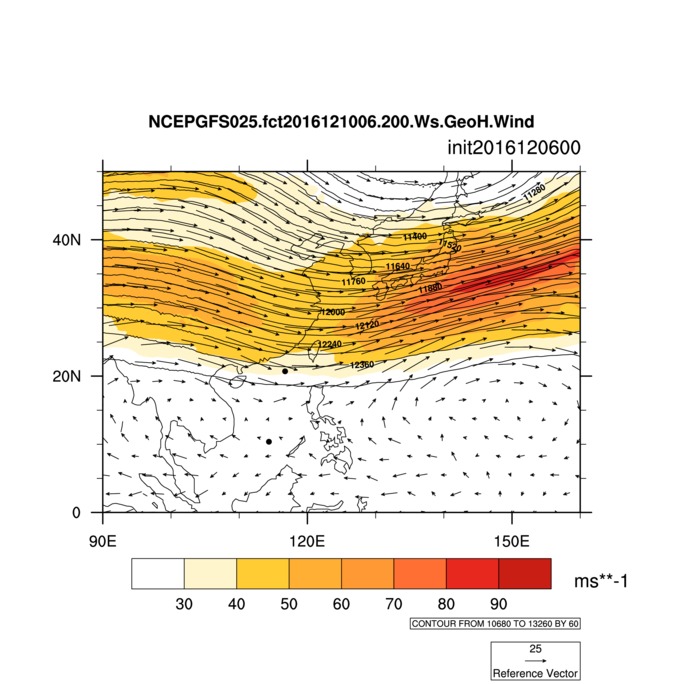 NCEPGFS025.fct2016121006.200.Ws.GeoH.Wind
init2016120600
11280
11400
11520
11640
11760
11880
12000
12120
12240
12360
40N
20N
0
90E 120E 150E
30 40 50 60 70 80 90
ms**-1
CONTOUR FROM 10680 TO 13260 BY 60
25
Reference Vector